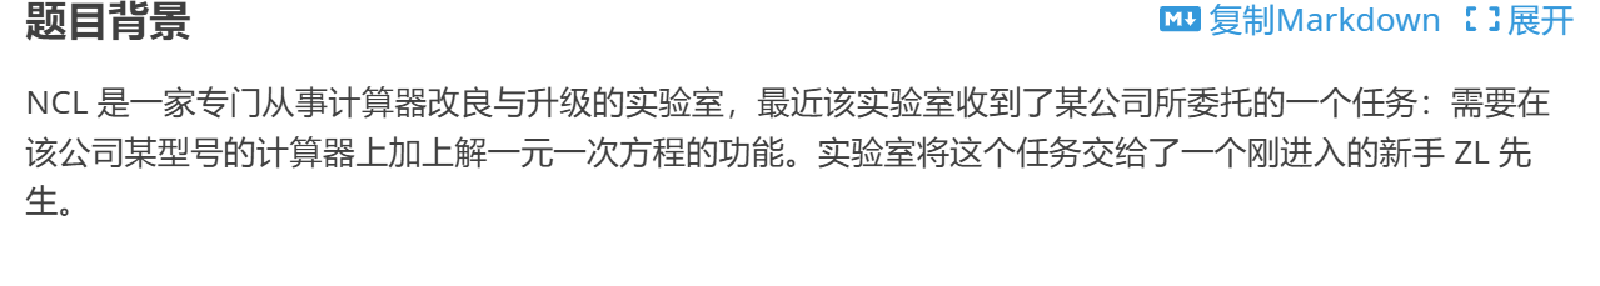 题目背景
复制Markdown 展开
NCL 是一家专门从事计算器改良与升级的实验室，最近该实验室收到了某公司所委托的一个任务：需要在
该公司某型号的计算器上加上解一元一次方程的功能。实验室将这个任务交给了一个刚进入的新手 ZL 先
生。